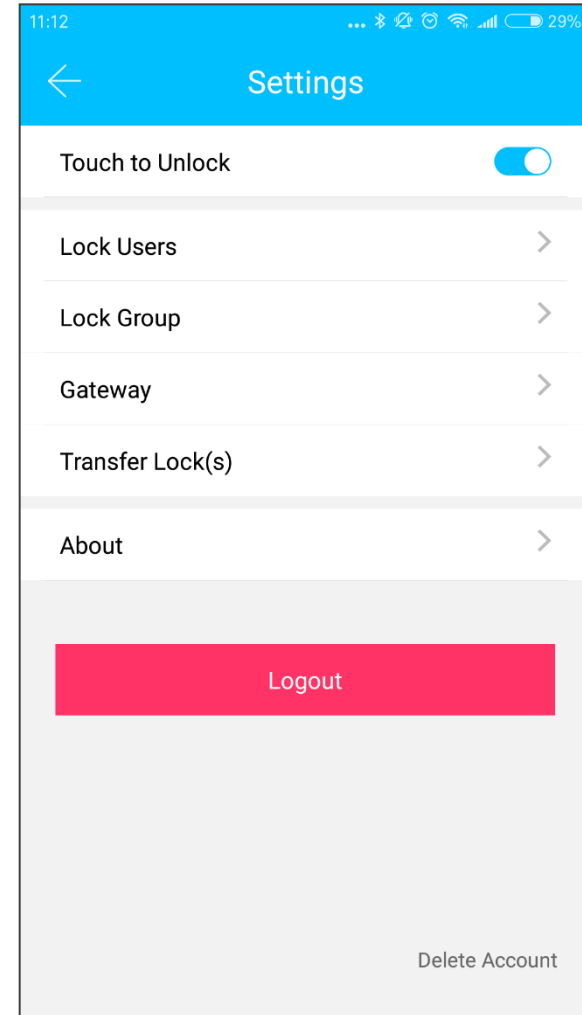 11:12 ... 29%
Settings
Touch to Unlock
Lock Users
Lock Group
Gateway
Transfer Lock(s)
About
Logout
Delete Account